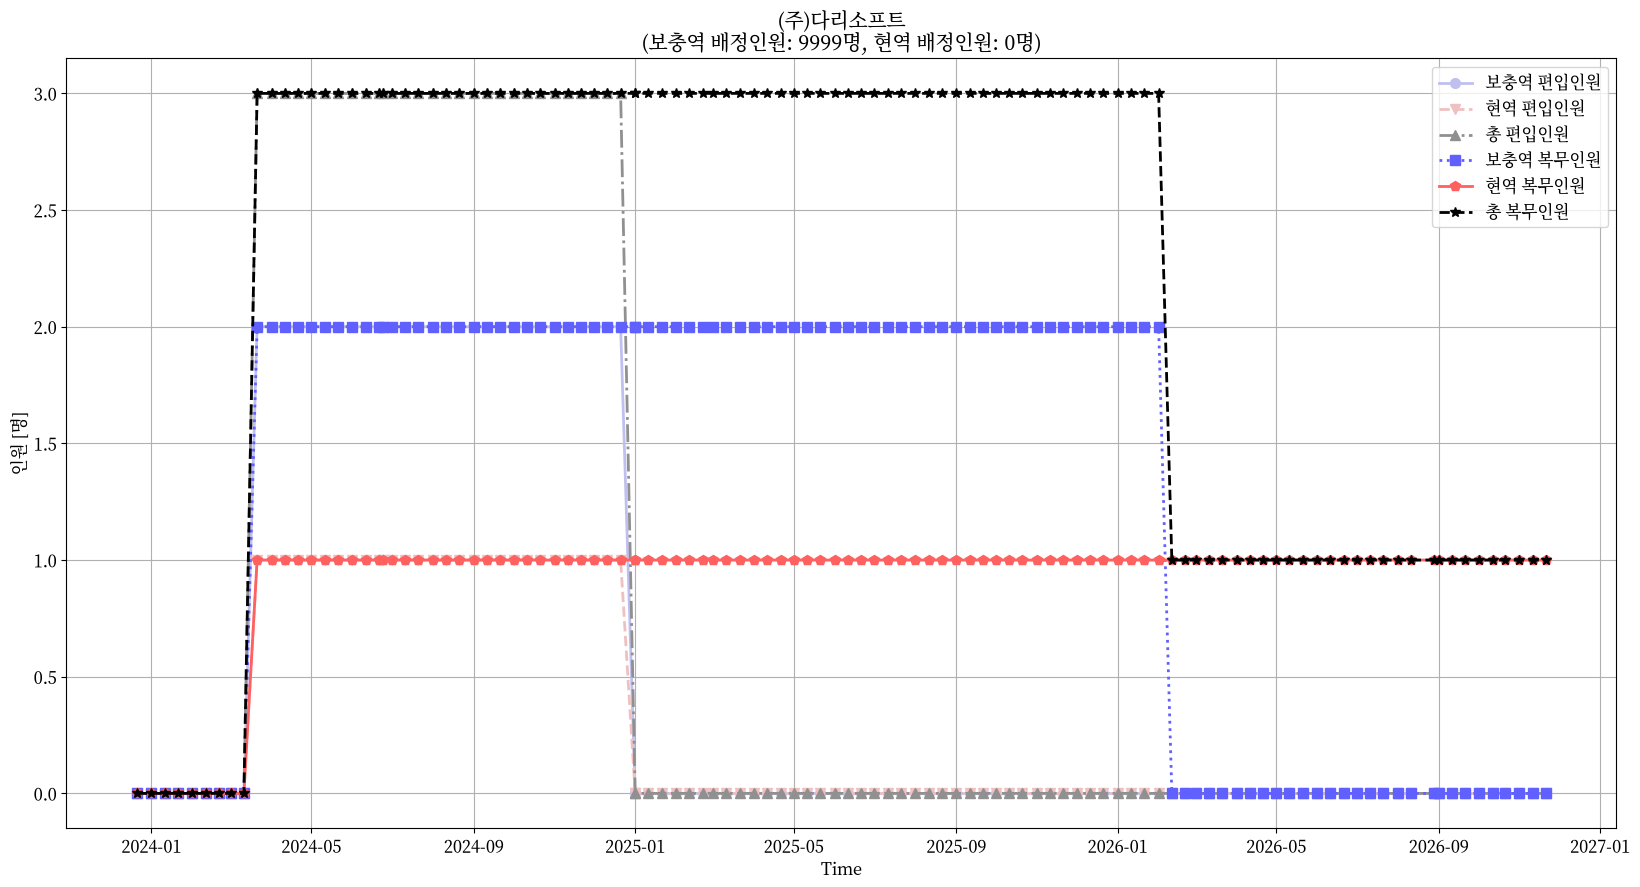 (주)다리소프트
(보충역 배정인원: 9999명, 현역 배정인원: 0명)
보충역 편입인원
현역 편입인원
총 편입인원
보충역 복무인원
현역 복무인원
총 복무인원
인원 [명]
3.0
2.5
2.0
1.5
1.0
0.5
0.0
2024-01
2024-05
2024-09
2025-01
2025-05
2025-09
2026-01
2026-05
2026-09
2027-01
Time